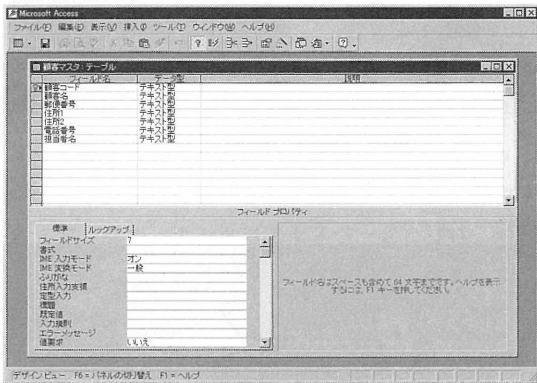 Microsoft Access
ファイル(F) 編集(E) 表示(V) 挿入(I) ツール(T) ウィンドウ(W) ヘルプ(H)
顧客マスタ : テーブル
フィールド名 データ型 説明
顧客コード テキスト型
顧客名 テキスト型
郵便番号 テキスト型
住所1 テキスト型
住所2 テキスト型
電話番号 テキスト型
担当者名 テキスト型
フィールド プロパティ
標準 ルックアップ
フィールドサイズ 7
書式
IME 入力モード オン
IME 変換モード 一般
ふりがな
住所入力支援
定型入力
標題
既定値
入力規則
エラーメッセージ
値要求 いいえ
フィールド名はスペースも含めて 64 文字までです。ヘルプを表示
するには、F1 キーを押してください。
デザイン ビュー F6 = パネルの切り替え F1 = ヘルプ